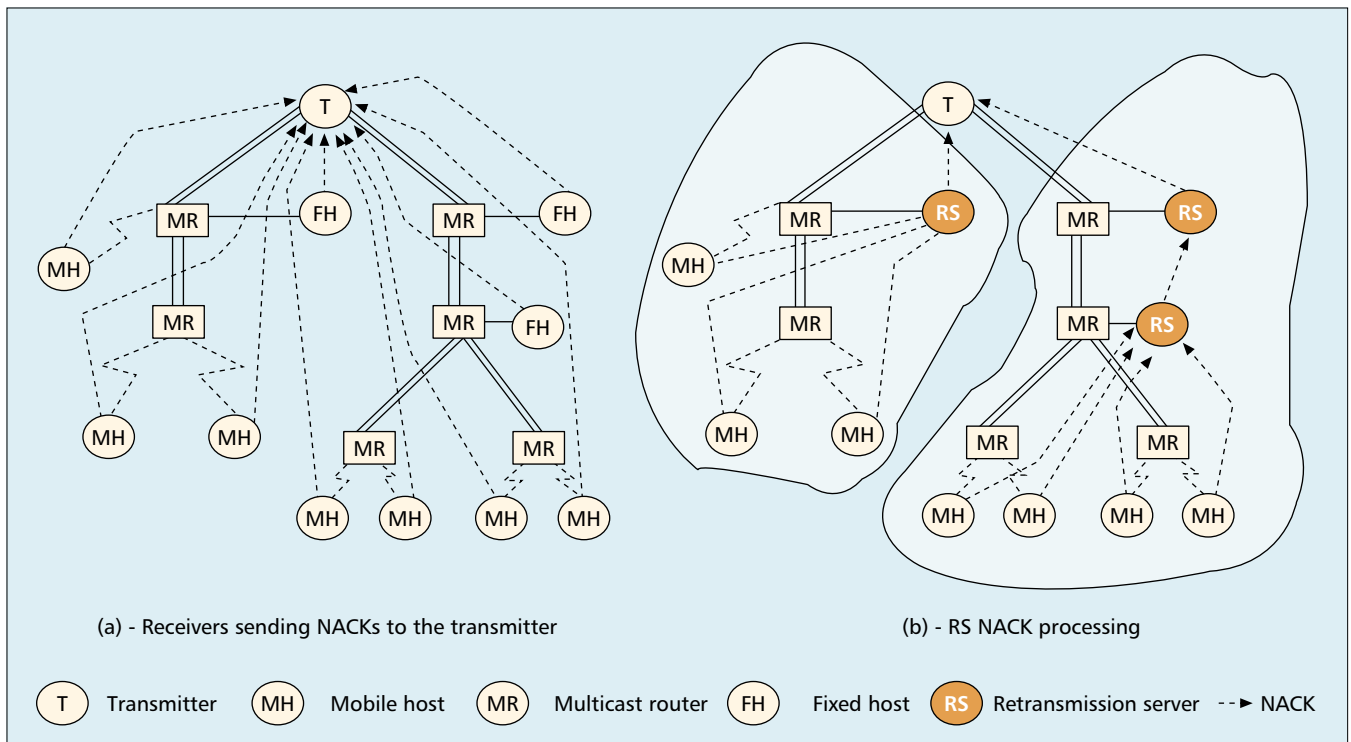 T
T
MR
FH
MR
FH
MR
RS
MR
RS
MH
MH
MR
MR
FH
MR
MR
RS
MH
MH
MR
MR
MH
MH
MR
MR
MH
MH
MH
MH
MH
MH
MH
MH
(a) - Receivers sending NACKs to the transmitter
(b) - RS NACK processing
T Transmitter MH Mobile host MR Multicast router FH Fixed host RS Retransmission server NACK